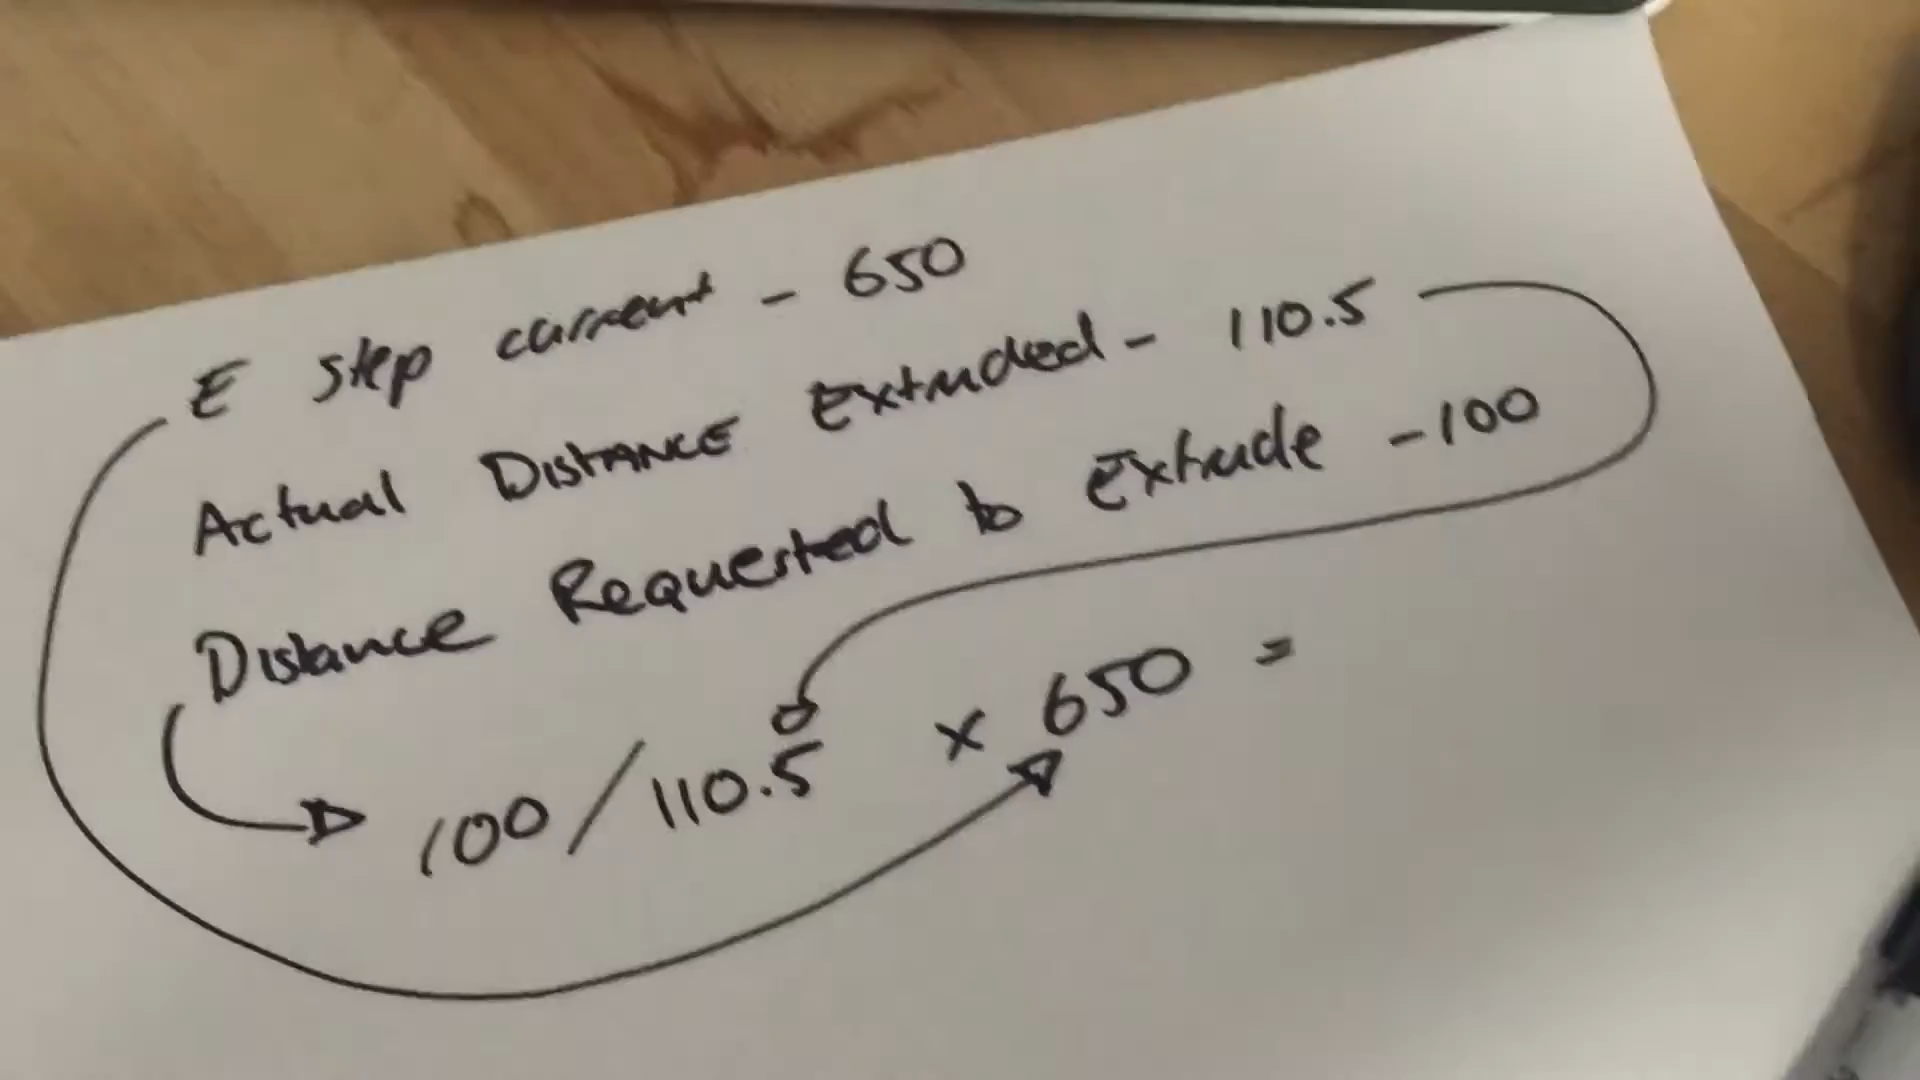 E step current - 650
Actual Distance Extruded - 110.5
Distance Requested to Extrude - 100
100 / 110.5 x 650 =